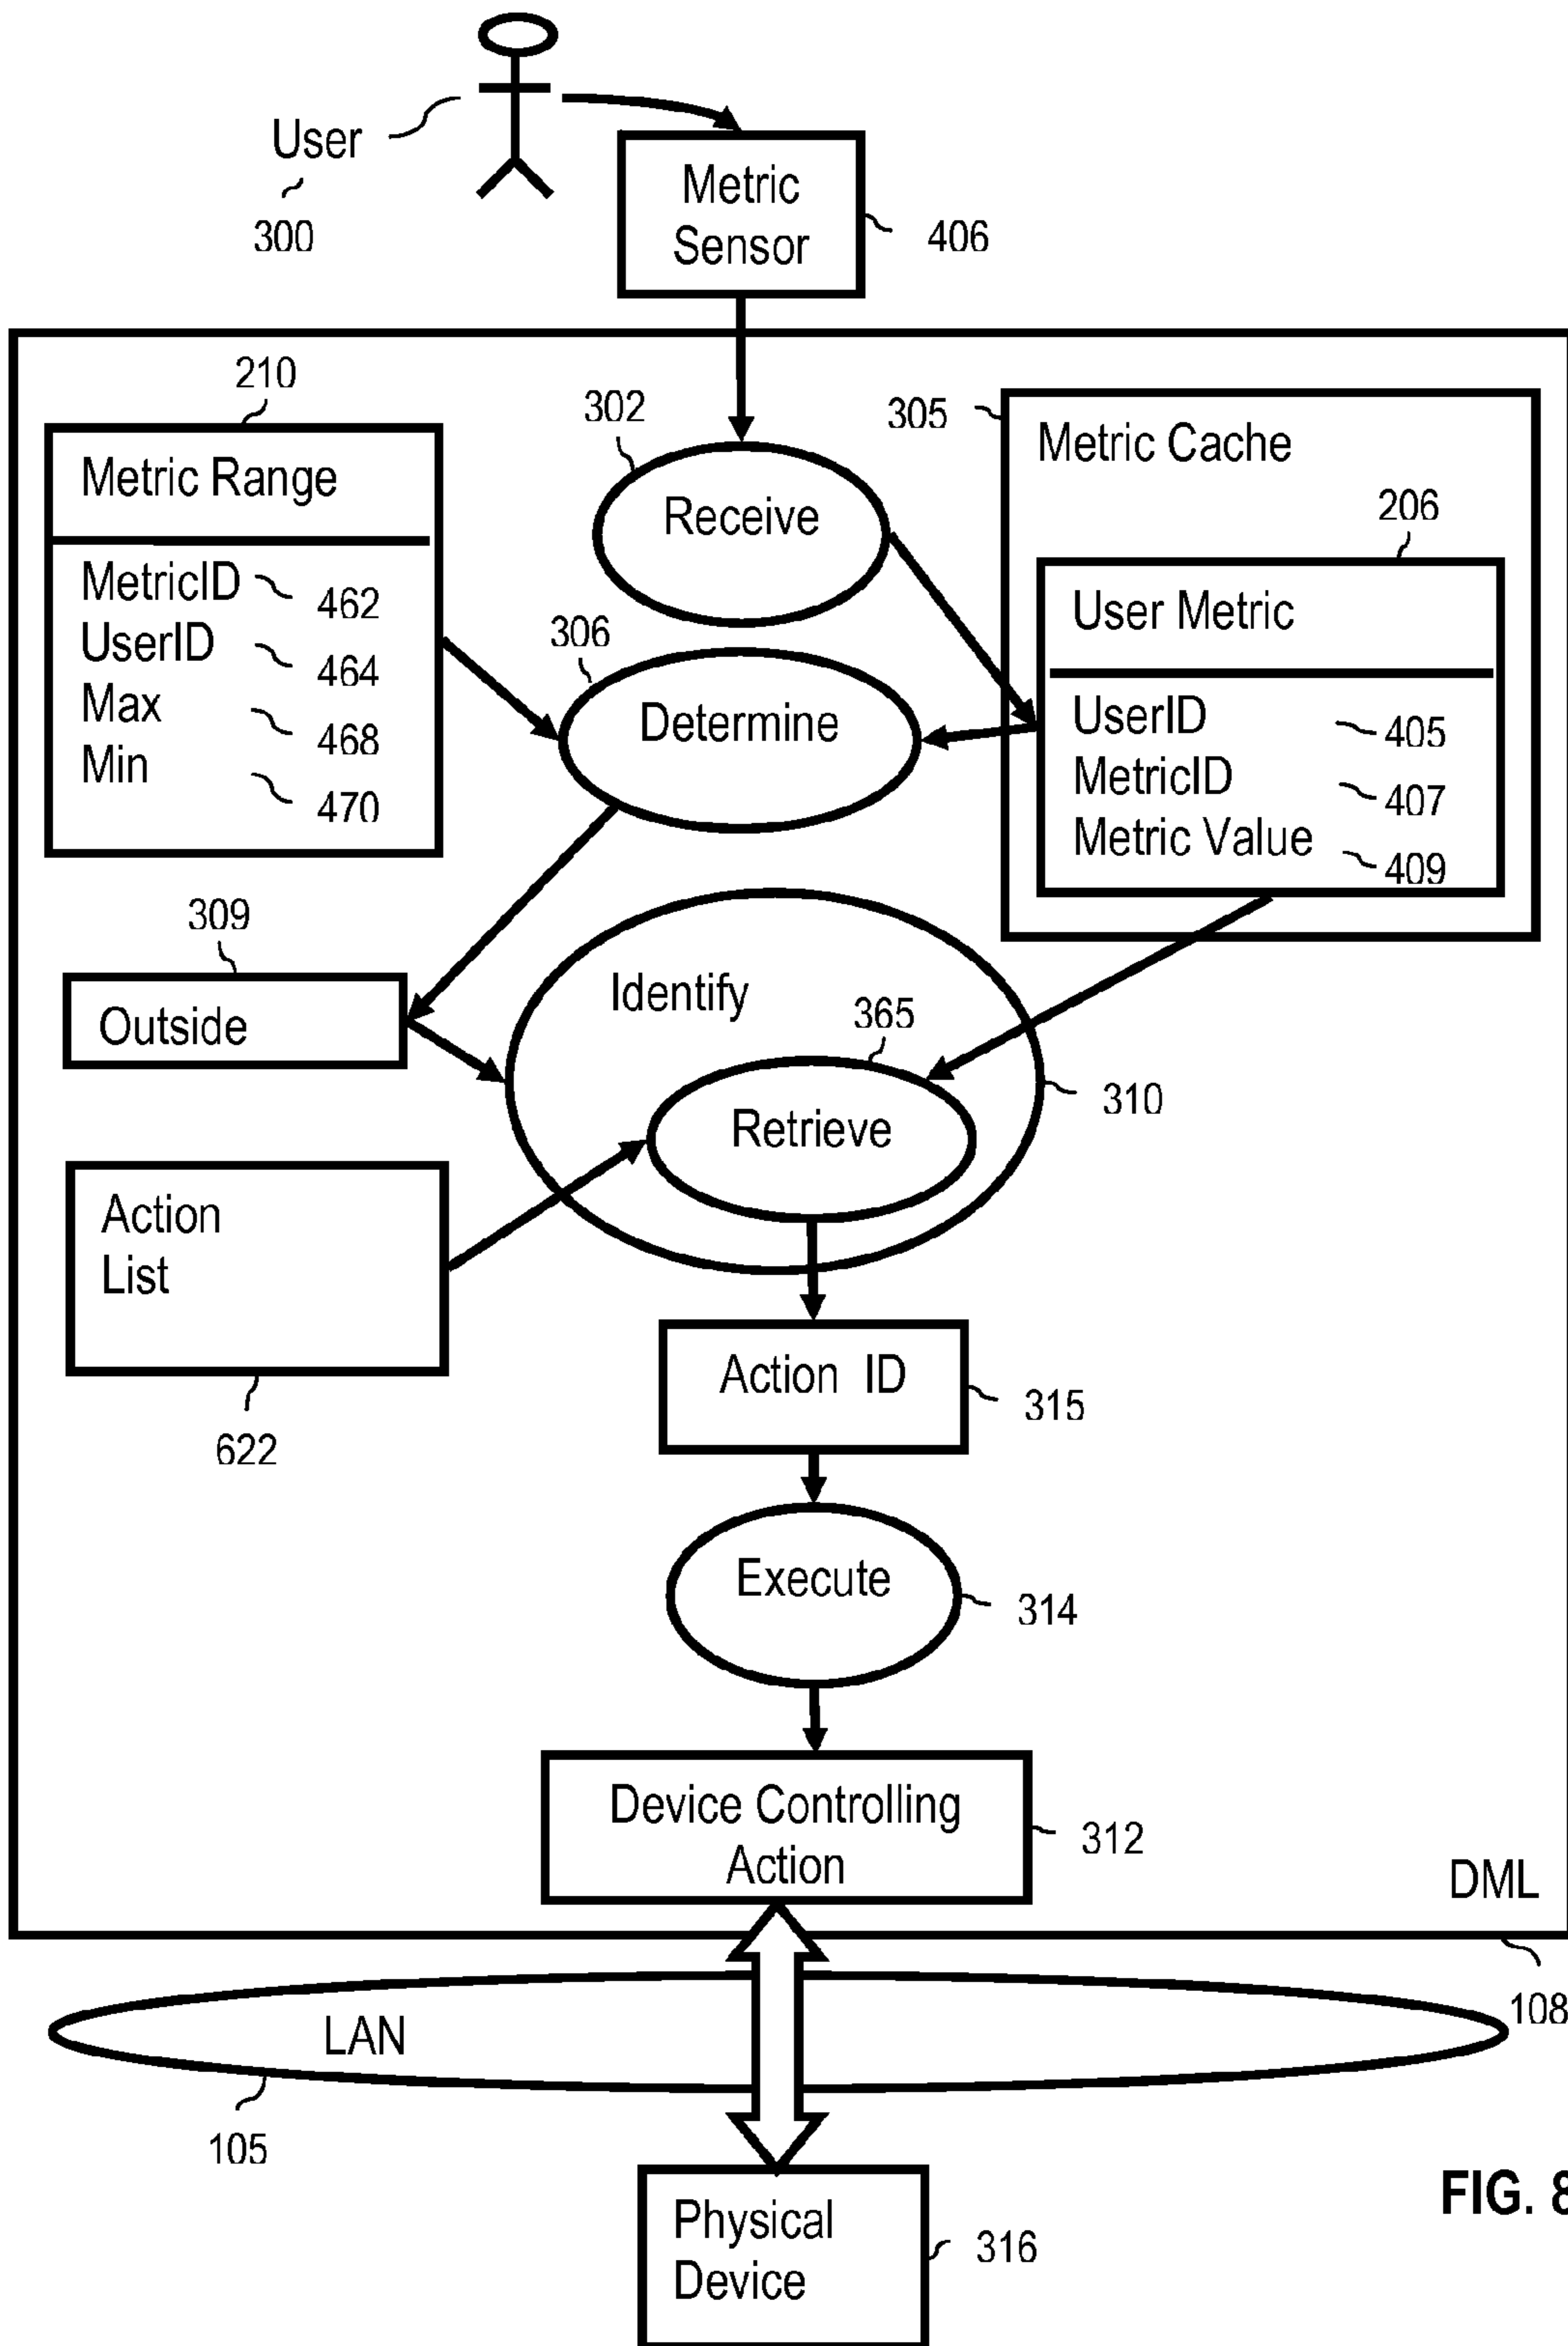 User
300
Metric
Sensor
406
210
302
305
Metric Cache
Metric Range
Receive
206
MetricID
462
UserID
464
Max
468
Min
470
306
Determine
User Metric
UserID
405
MetricID
407
Metric Value
409
309
Outside
Identify
365
Retrieve
310
Action
List
622
Action ID
315
Execute
314
Device Controlling
Action
312
DML
108
LAN
105
Physical
Device
316
FIG. 8